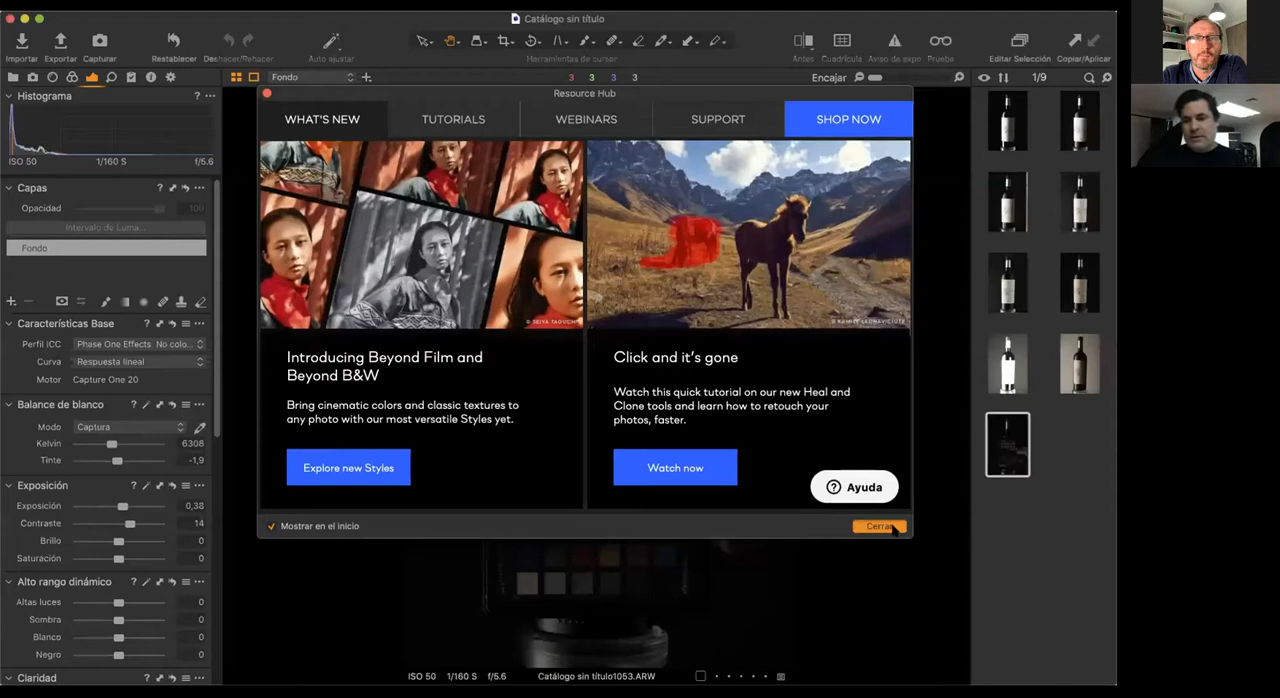 Catálogo sin título
Importar
Exportar
Capturar
Restablecer
Deshacer/Rehacer
Auto ajustar
Herramientas de cursor
Antes
Cuadrícula
Aviso de expo
Prueba
Editar Selección
Copiar/Aplicar
Fondo
3 3 3 3
Encajar
1/9
Histograma
ISO 50 1/160 S f/5.6
Capas
Opacidad 100
Intervalo de Luma...
Fondo
Características Base
Perfil ICC Phase One Effects No colo...
Curva Respuesta lineal
Motor Capture One 20
Balance de blanco
Modo Captura
Kelvin 6308
Tinte -1,9
Exposición
Exposición 0,38
Contraste 14
Brillo 0
Saturación 0
Alto rango dinámico
Altas luces 0
Sombra 0
Blanco 0
Negro 0
Claridad
Resource Hub
WHAT'S NEW
TUTORIALS
WEBINARS
SUPPORT
SHOP NOW
© SEIYA TAGUCHI
Introducing Beyond Film and
Beyond B&W
Bring cinematic colors and classic textures to
any photo with our most versatile Styles yet.
Explore new Styles
Click and it's gone
Watch this quick tutorial on our new Heal and
Clone tools and learn how to retouch your
photos, faster.
Watch now
Ayuda
Mostrar en el inicio
Cerrar
ISO 50 1/160 S f/5.6 Catálogo sin título1053.ARW